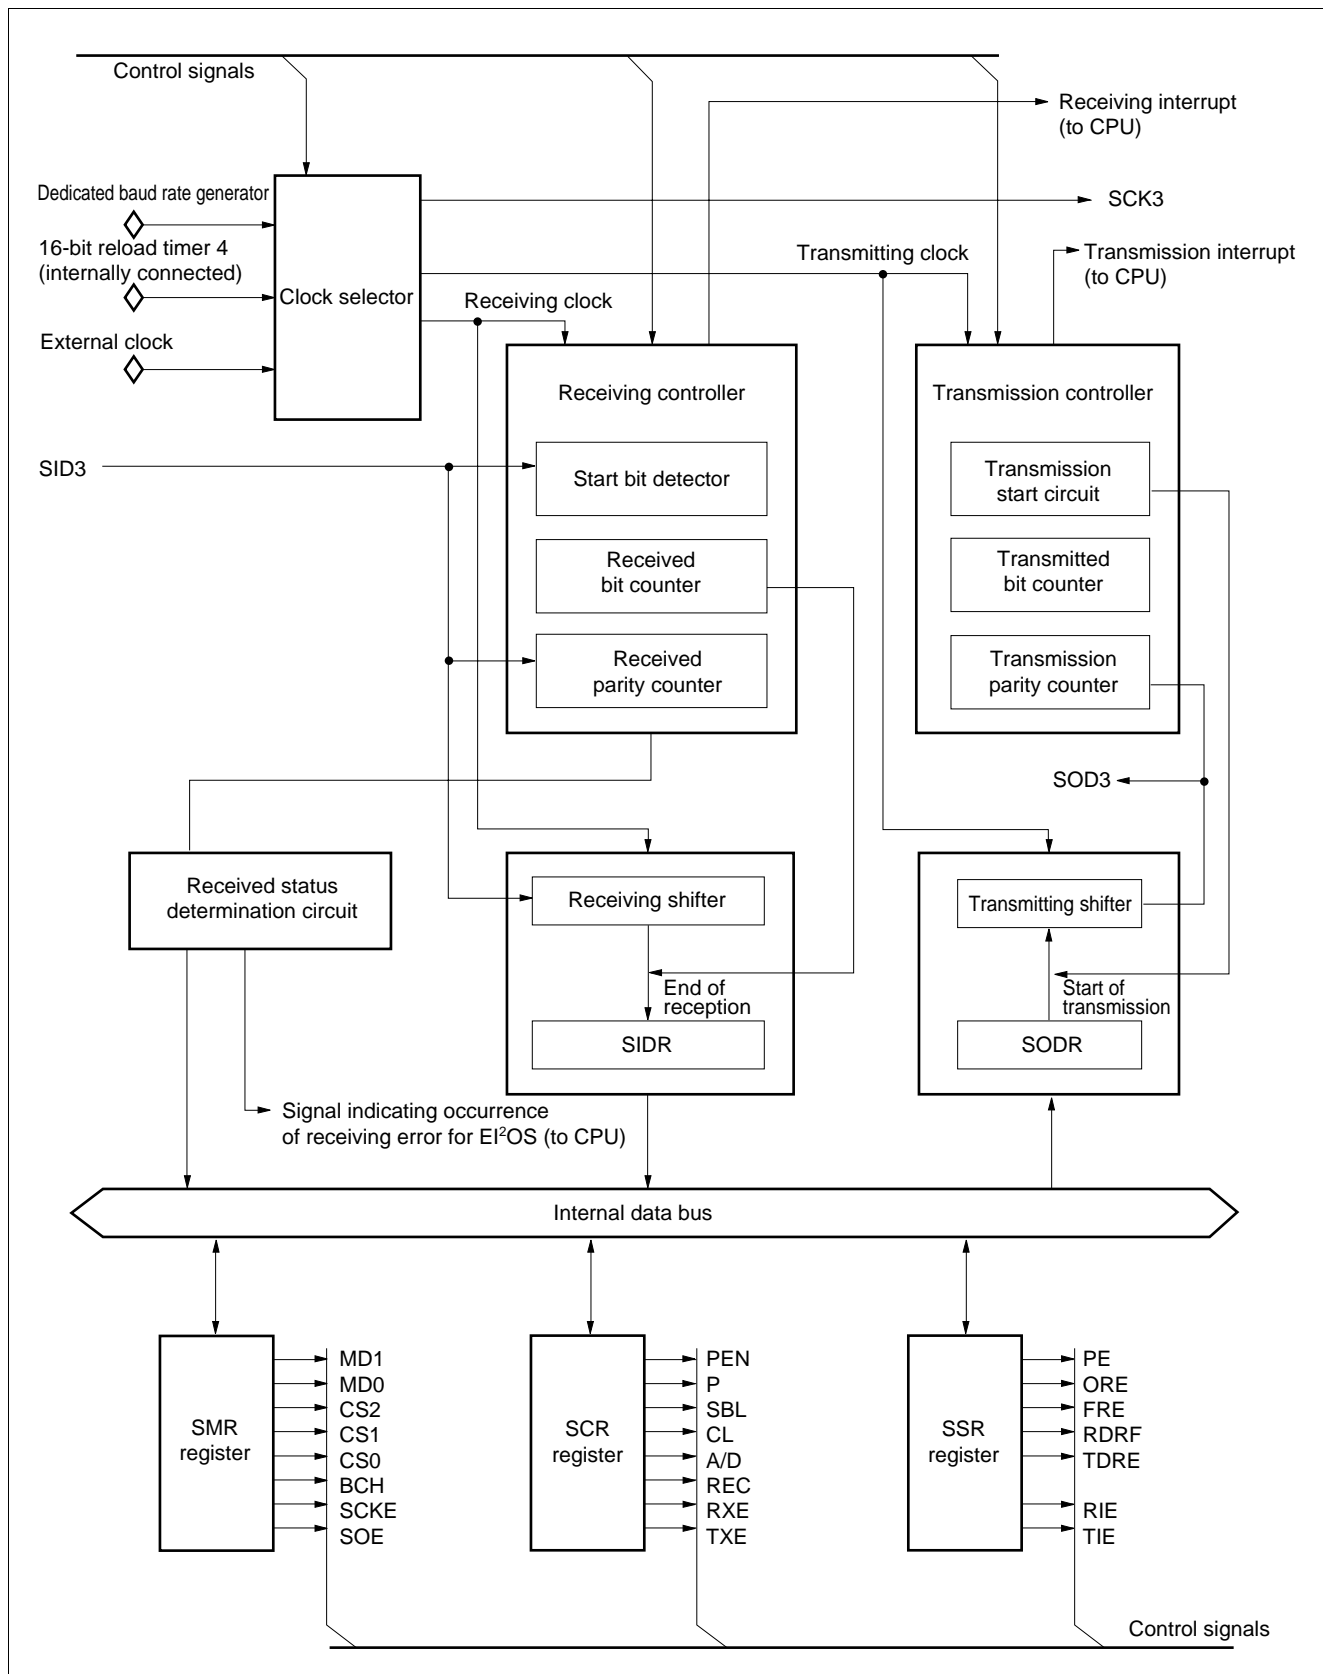 Control signals
Receiving interrupt
(to CPU)
Dedicated baud rate generator
SCK3
16-bit reload timer 4
(internally connected)
Transmitting clock
Transmission interrupt
(to CPU)
Clock selector
Receiving clock
External clock
Receiving controller
Transmission controller
SID3
Start bit detector
Transmission
start circuit
Received
bit counter
Transmitted
bit counter
Received
parity counter
Transmission
parity counter
SOD3
Received status
determination circuit
Receiving shifter
Transmitting shifter
End of
reception
Start of
transmission
SIDR
SODR
Signal indicating occurrence
of receiving error for EI²OS (to CPU)
Internal data bus
SMR
register
MD1
MD0
CS2
CS1
CS0
BCH
SCKE
SOE
SCR
register
PEN
P
SBL
CL
A/D
REC
RXE
TXE
SSR
register
PE
ORE
FRE
RDRF
TDRE
RIE
TIE
Control signals